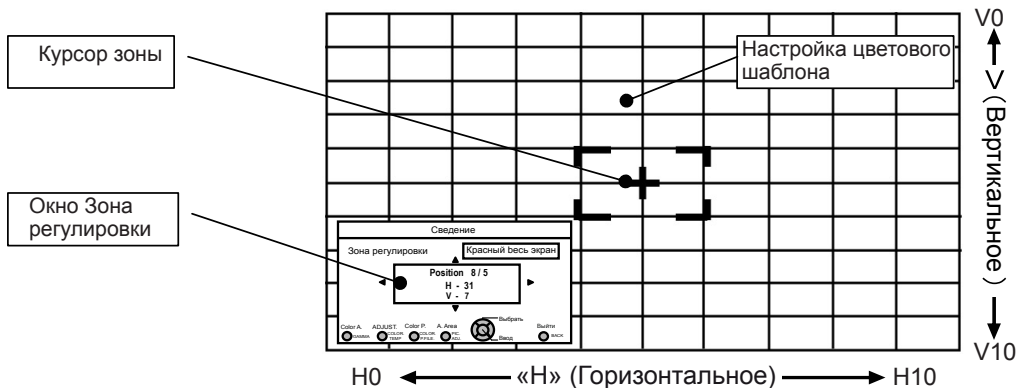 V0
Курсор зоны
Настройка цветового
шаблона
> (Вертикальное)
Окно Зона
регулировки
Сведение
Зона регулировки
Красный bесь экран
Position 8 / 5
H - 31
V - 7
Color A.
ADJUST.
Color P.
A. Area
Выбрать
Выйти
GAMMA
COLOR
TEMP
COLOR
P.FILE
PIC.
ADJ.
Ввод
BACK
V10
H0
«H» (Горизонтальное)
H10